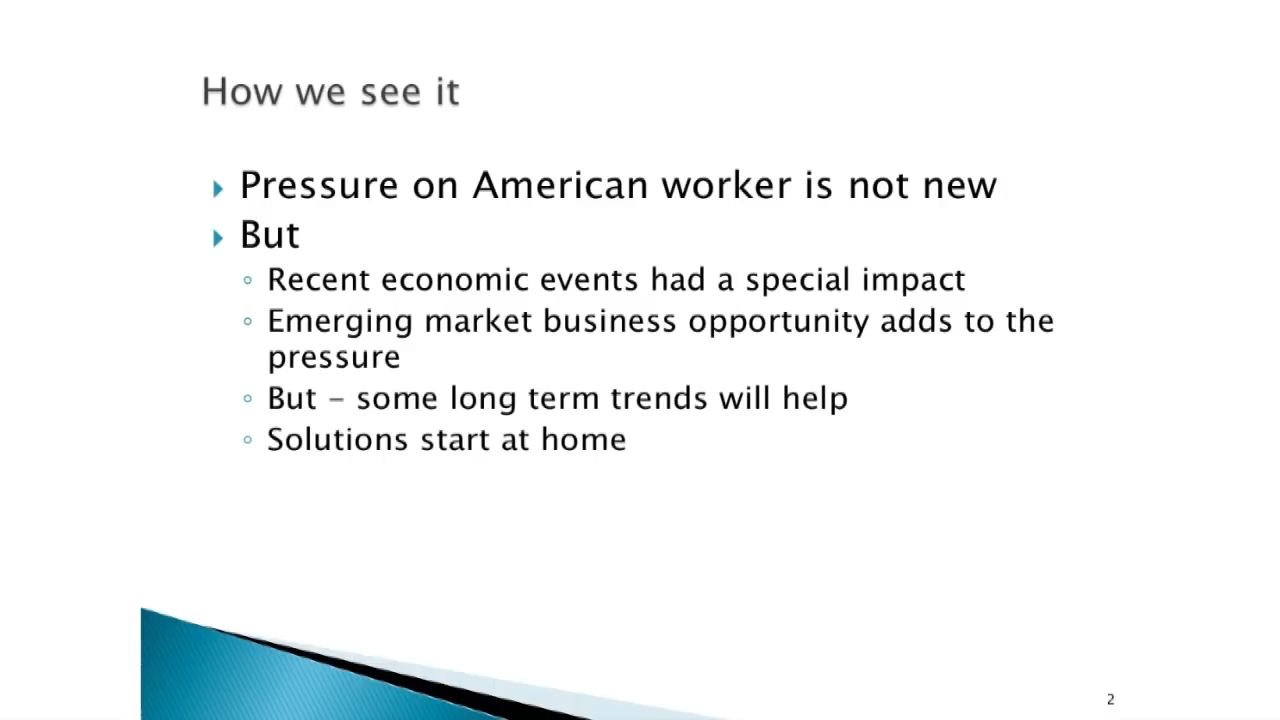 How we see it
Pressure on American worker is not new
But
Recent economic events had a special impact
Emerging market business opportunity adds to the
pressure
But - some long term trends will help
Solutions start at home
2